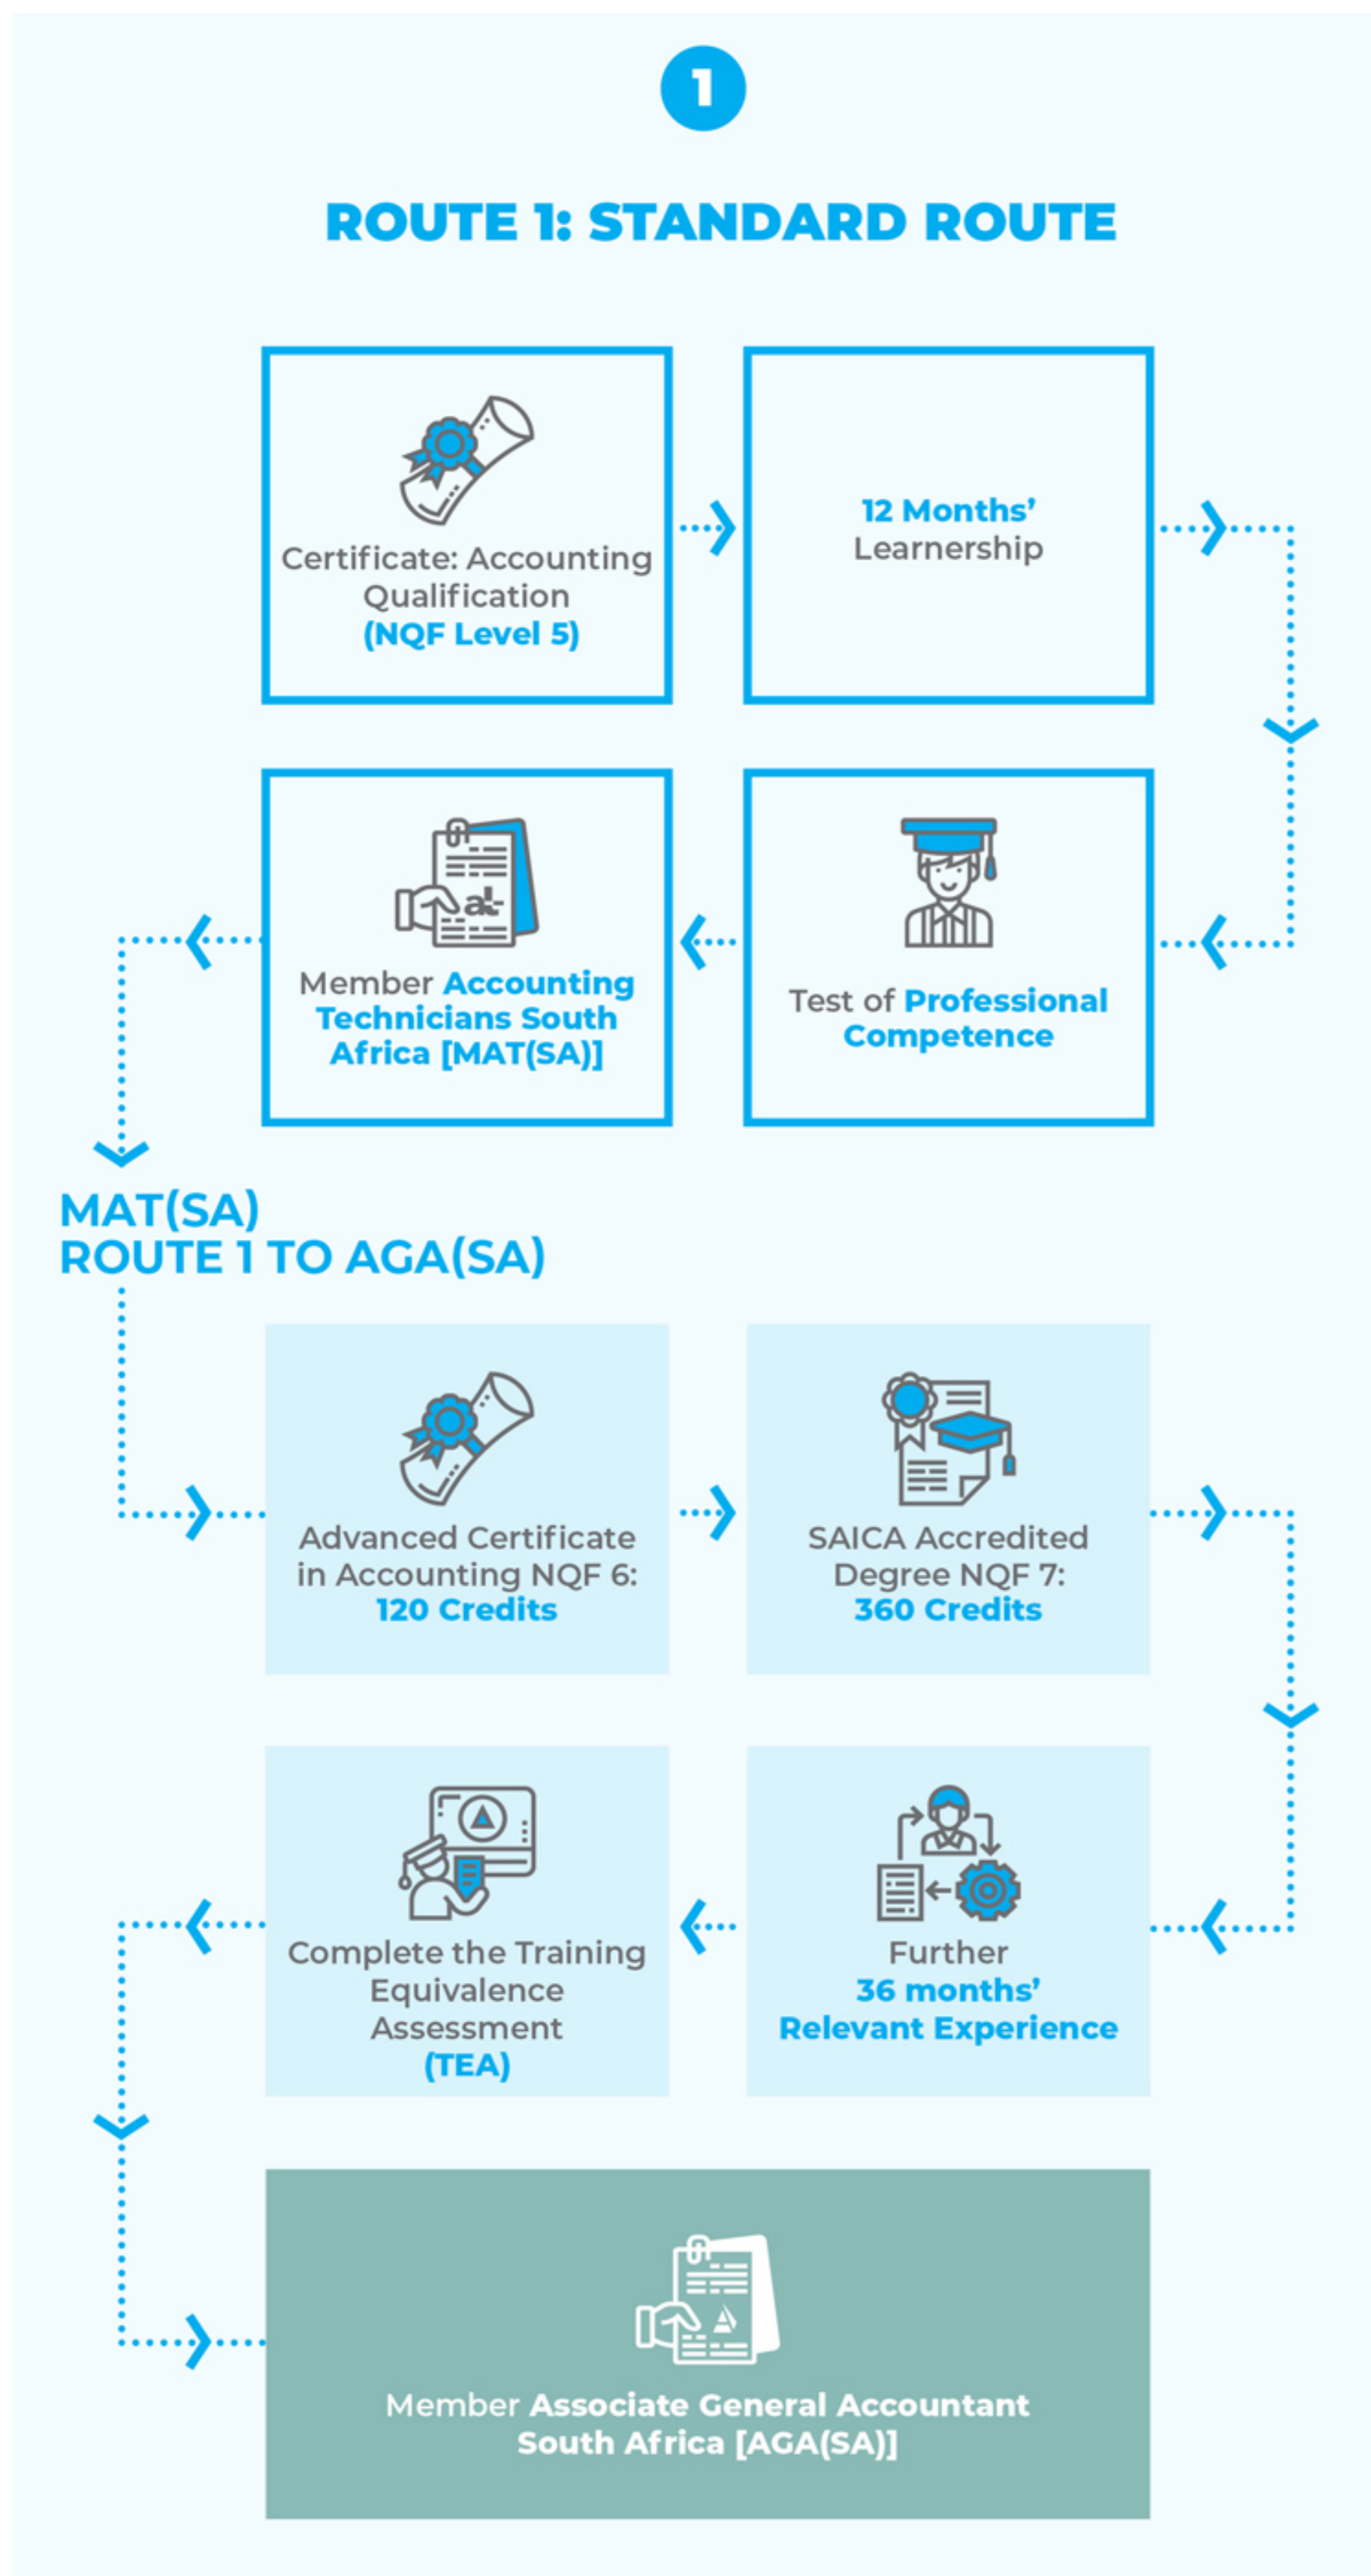 1
ROUTE 1: STANDARD ROUTE
Certificate: Accounting
Qualification
(NQF Level 5)
12 Months’
Learnership
Member Accounting
Technicians South
Africa [MAT(SA)]
Test of Professional
Competence
MAT(SA)
ROUTE 1 TO AGA(SA)
Advanced Certificate
in Accounting NQF 6:
120 Credits
SAICA Accredited
Degree NQF 7:
360 Credits
Complete the Training
Equivalence
Assessment
(TEA)
Further
36 months’
Relevant Experience
Member Associate General Accountant
South Africa [AGA(SA)]